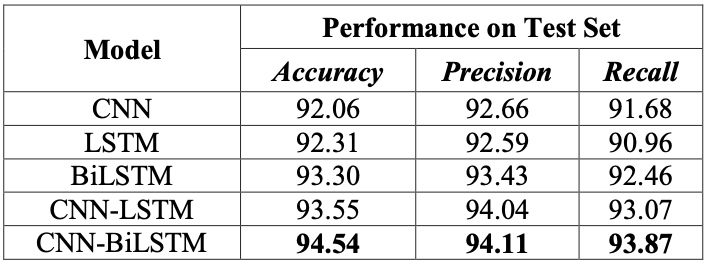 Model Performance on Test Set
Accuracy Precision Recall
CNN 92.06 92.66 91.68
LSTM 92.31 92.59 90.96
BiLSTM 93.30 93.43 92.46
CNN-LSTM 93.55 94.04 93.07
CNN-BiLSTM 94.54 94.11 93.87